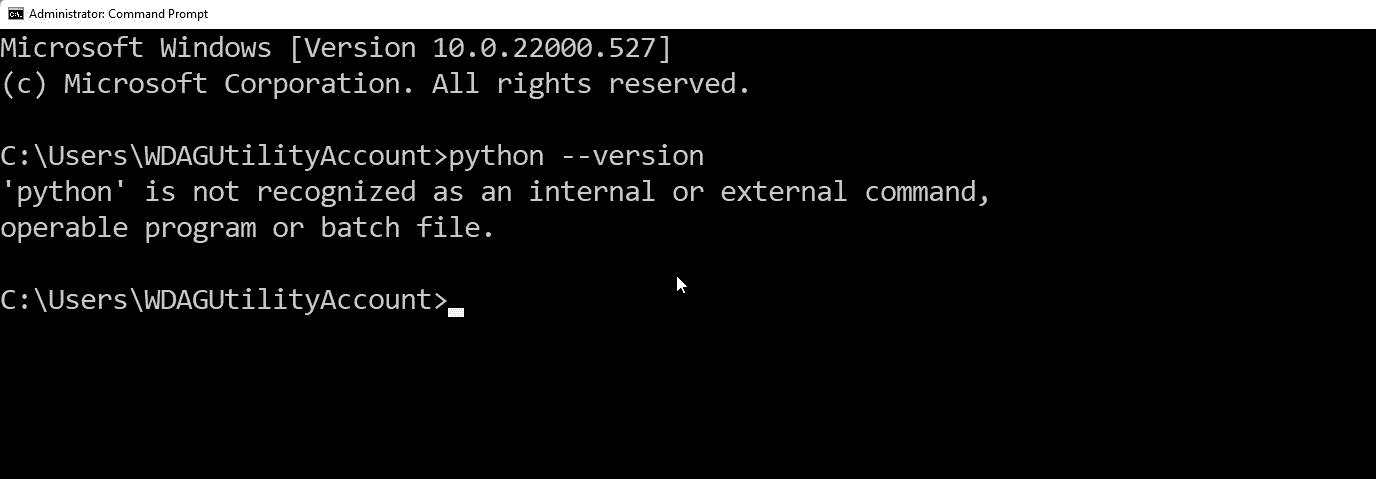 Administrator: Command Prompt
Microsoft Windows [Version 10.0.22000.527]
(c) Microsoft Corporation. All rights reserved.
C:\Users\WDAGUtilityAccount>python --version
'python' is not recognized as an internal or external command,
operable program or batch file.
C:\Users\WDAGUtilityAccount>